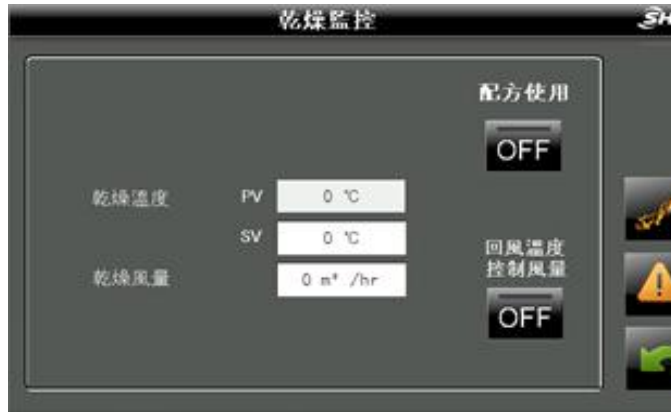 乾燥監控
配方使用
OFF
乾燥溫度 PV 0 ℃
SV 0 ℃
回風溫度
控制風量
乾燥風量 0 m³ /hr
OFF